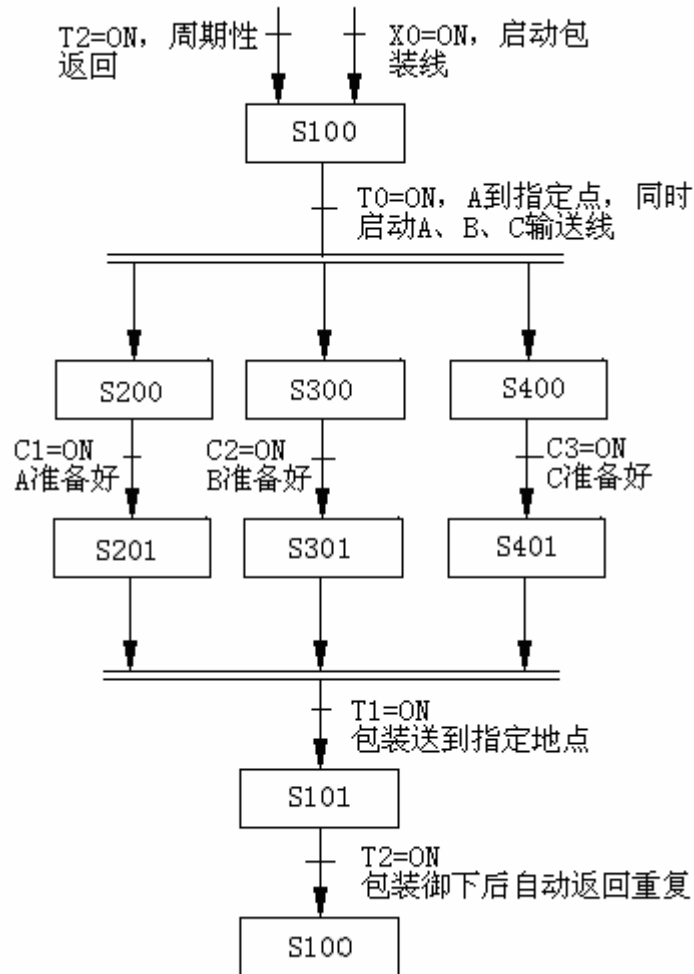 T2=ON，周期性
返回
X0=ON，启动包
装线
S100
T0=ON，A到指定点，同时
启动A、B、C输送线
S200
S300
S400
C1=ON
A准备好
C2=ON
B准备好
C3=ON
C准备好
S201
S301
S401
T1=ON
包装送到指定地点
S101
T2=ON
包装御下后自动返回重复
S100